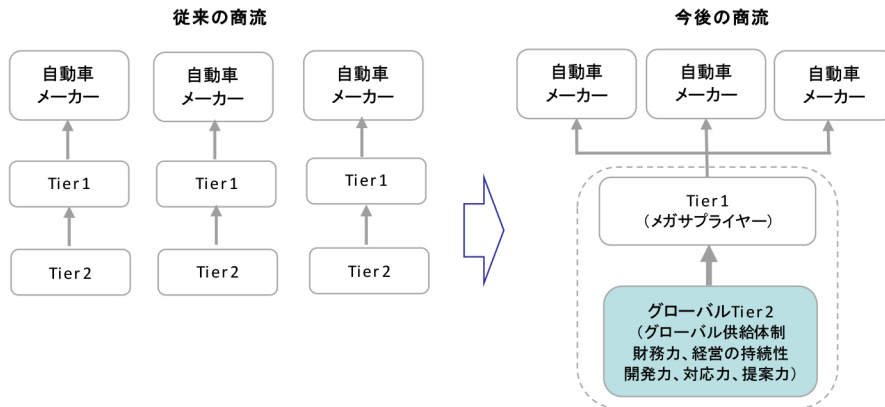 従来の商流
自動車
メーカー
自動車
メーカー
自動車
メーカー
Tier1
Tier1
Tier1
Tier2
Tier2
Tier2
今後の商流
自動車
メーカー
自動車
メーカー
自動車
メーカー
Tier1
（メガサプライヤー）
グローバルTier2
（グローバル供給体制
財務力、経営の持続性
開発力、対応力、提案力）